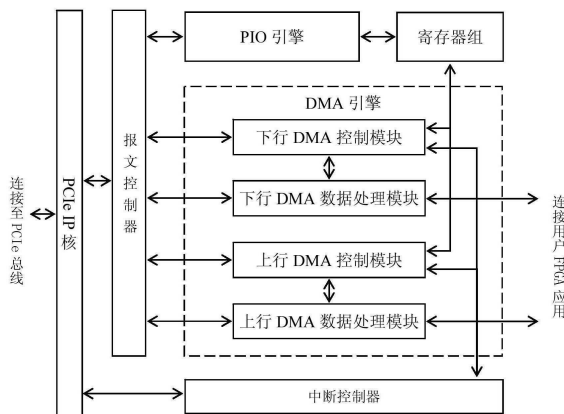 PIO 引擎
寄存器组
DMA 引擎
下行 DMA 控制模块
下行 DMA 数据处理模块
上行 DMA 控制模块
上行 DMA 数据处理模块
中断控制器
报文控制器
PCIe IP 核
连接至 PCIe 总线
连接用户 FPGA 应用